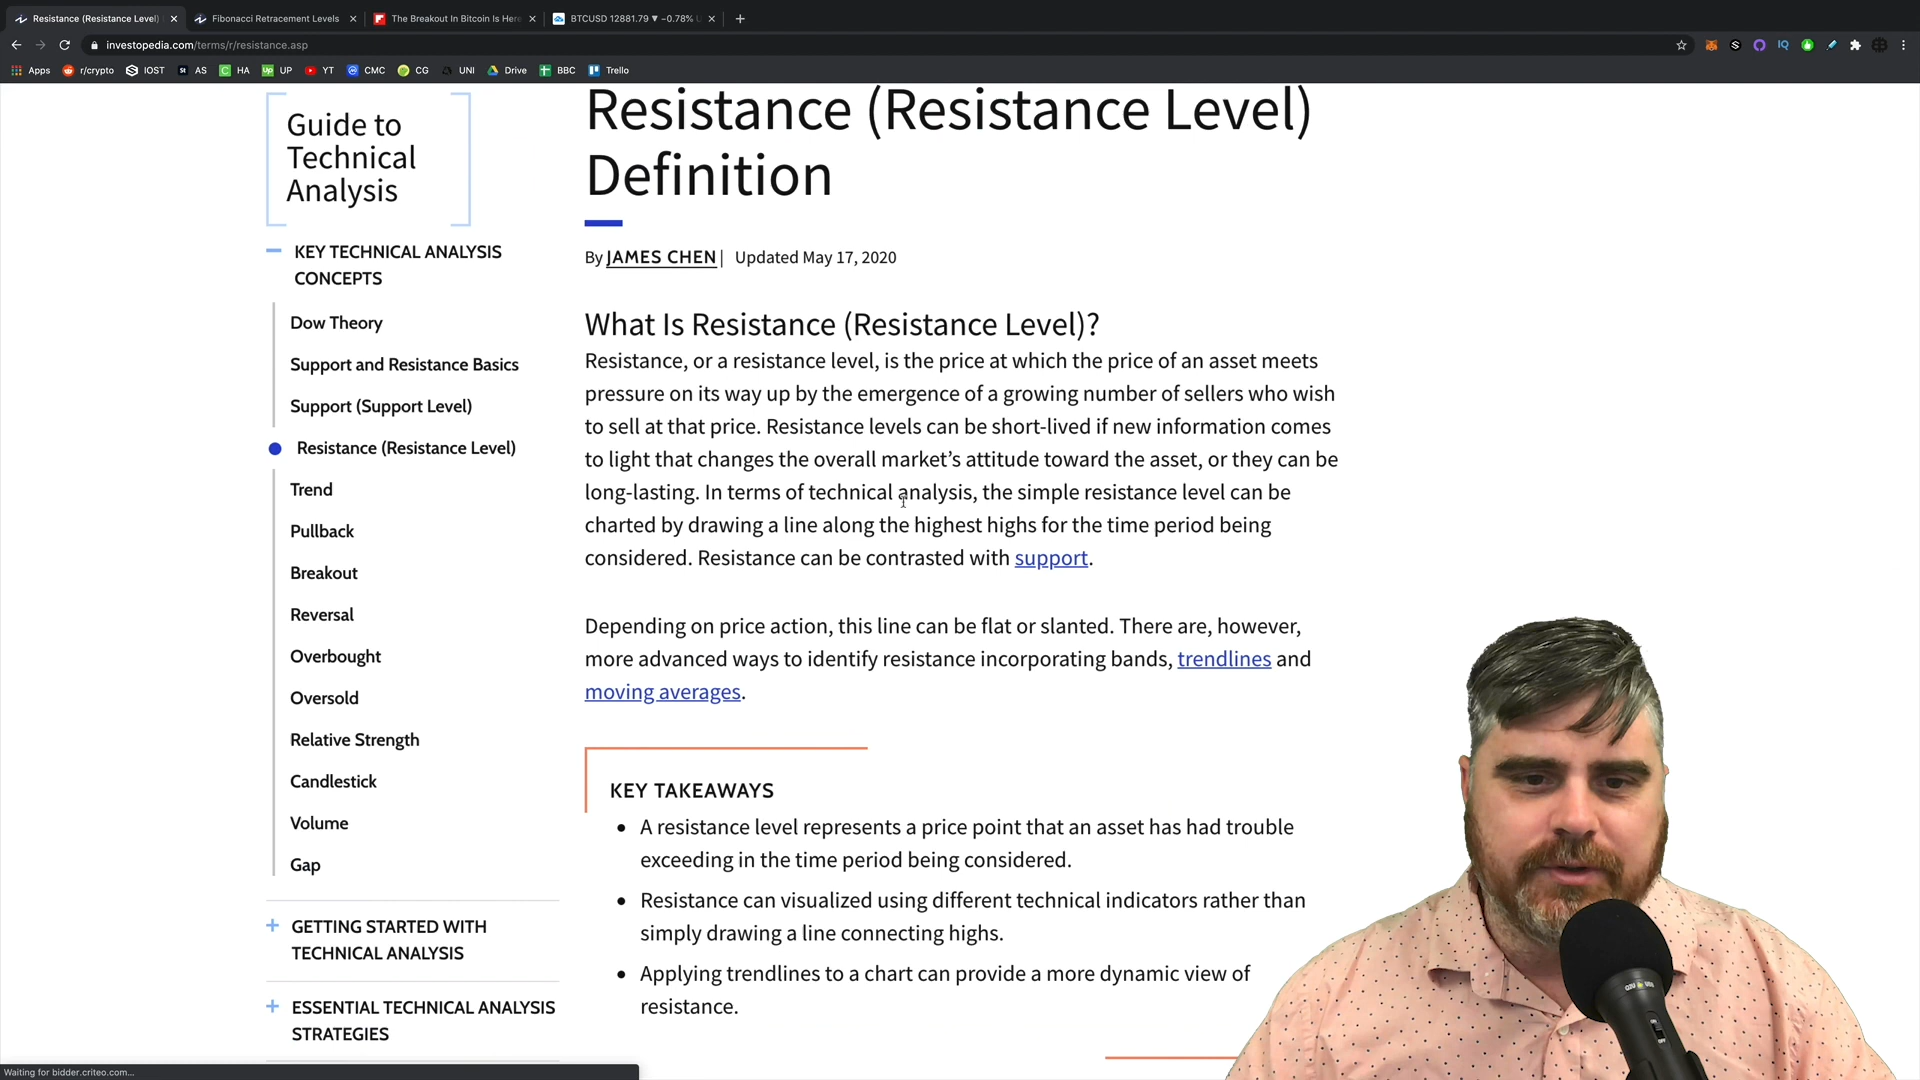 Resistance (Resistance Level)
Fibonacci Retracement Levels
The Breakout In Bitcoin Is Here
BTCUSD 12881.79 ▼ −0.78%
investopedia.com/terms/r/resistance.asp
Apps
r/crypto
IOST
AS
HA
UP
YT
CMC
CG
UNI
Drive
BBC
Trello
Guide to
Technical
Analysis
KEY TECHNICAL ANALYSIS
CONCEPTS
Dow Theory
Support and Resistance Basics
Support (Support Level)
Resistance (Resistance Level)
Trend
Pullback
Breakout
Reversal
Overbought
Oversold
Relative Strength
Candlestick
Volume
Gap
GETTING STARTED WITH
TECHNICAL ANALYSIS
ESSENTIAL TECHNICAL ANALYSIS
STRATEGIES
Resistance (Resistance Level)
Definition
By JAMES CHEN | Updated May 17, 2020
What Is Resistance (Resistance Level)?
Resistance, or a resistance level, is the price at which the price of an asset meets
pressure on its way up by the emergence of a growing number of sellers who wish
to sell at that price. Resistance levels can be short-lived if new information comes
to light that changes the overall market’s attitude toward the asset, or they can be
long-lasting. In terms of technical analysis, the simple resistance level can be
charted by drawing a line along the highest highs for the time period being
considered. Resistance can be contrasted with support.
Depending on price action, this line can be flat or slanted. There are, however,
more advanced ways to identify resistance incorporating bands, trendlines and
moving averages.
KEY TAKEAWAYS
• A resistance level represents a price point that an asset has had trouble
exceeding in the time period being considered.
• Resistance can visualized using different technical indicators rather than
simply drawing a line connecting highs.
• Applying trendlines to a chart can provide a more dynamic view of
resistance.
Waiting for bidder.criteo.com...